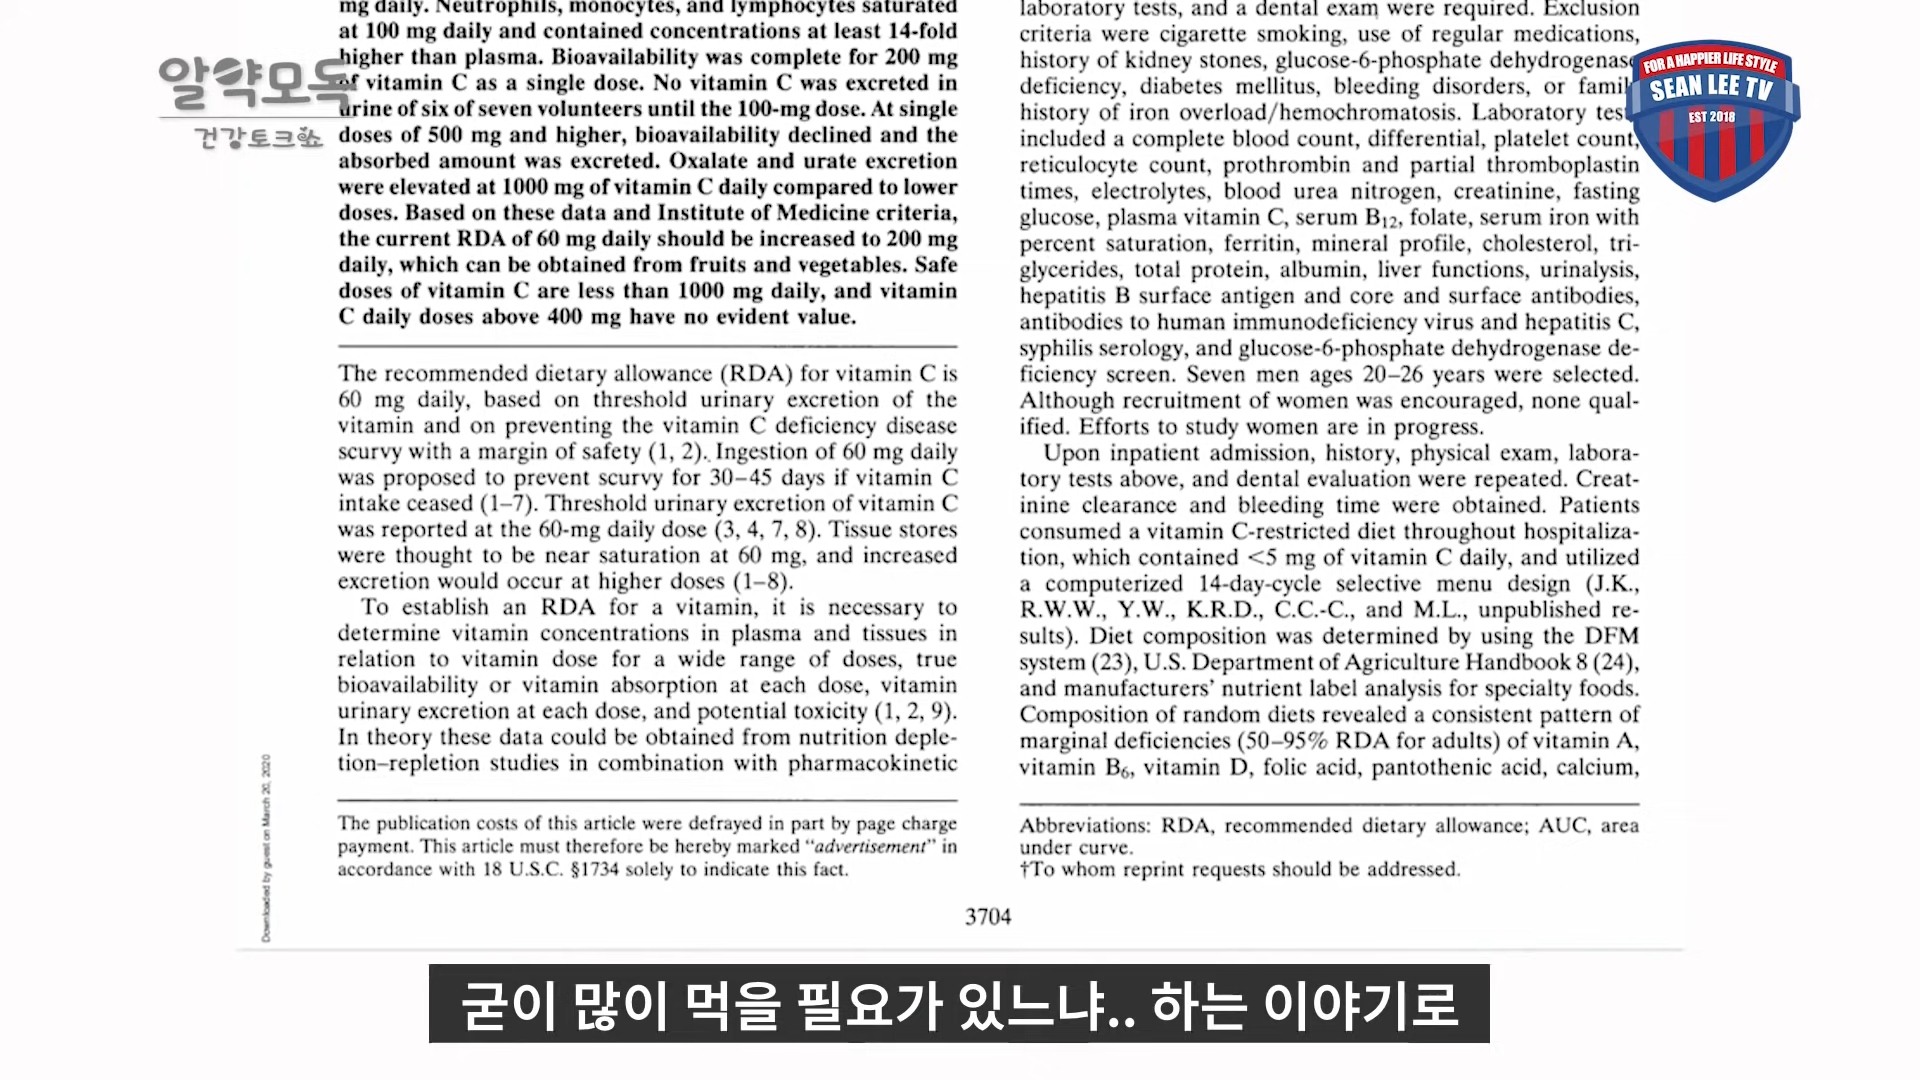 mg daily. Neutrophils, monocytes, and lymphocytes saturated
at 100 mg daily and contained concentrations at least 14-fold
higher than plasma. Bioavailability was complete for 200 mg
of vitamin C as a single dose. No vitamin C was excreted in
urine of six of seven volunteers until the 100-mg dose. At single
doses of 500 mg and higher, bioavailability declined and the
absorbed amount was excreted. Oxalate and urate excretion
were elevated at 1000 mg of vitamin C daily compared to lower
doses. Based on these data and Institute of Medicine criteria,
the current RDA of 60 mg daily should be increased to 200 mg
daily, which can be obtained from fruits and vegetables. Safe
doses of vitamin C are less than 1000 mg daily, and vitamin
C daily doses above 400 mg have no evident value.
The recommended dietary allowance (RDA) for vitamin C is
60 mg daily, based on threshold urinary excretion of the
vitamin and on preventing the vitamin C deficiency disease
scurvy with a margin of safety (1, 2). Ingestion of 60 mg daily
was proposed to prevent scurvy for 30–45 days if vitamin C
intake ceased (1–7). Threshold urinary excretion of vitamin C
was reported at the 60-mg daily dose (3, 4, 7, 8). Tissue stores
were thought to be near saturation at 60 mg, and increased
excretion would occur at higher doses (1–8).
To establish an RDA for a vitamin, it is necessary to
determine vitamin concentrations in plasma and tissues in
relation to vitamin dose for a wide range of doses, true
bioavailability or vitamin absorption at each dose, vitamin
urinary excretion at each dose, and potential toxicity (1, 2, 9).
In theory these data could be obtained from nutrition deple-
tion–repletion studies in combination with pharmacokinetic
The publication costs of this article were defrayed in part by page charge
payment. This article must therefore be hereby marked “advertisement” in
accordance with 18 U.S.C. §1734 solely to indicate this fact.
laboratory tests, and a dental exam were required. Exclusion
criteria were cigarette smoking, use of regular medications,
history of kidney stones, glucose-6-phosphate dehydrogenase
deficiency, diabetes mellitus, bleeding disorders, or famil
history of iron overload/hemochromatosis. Laboratory test
included a complete blood count, differential, platelet count,
reticulocyte count, prothrombin and partial thromboplastin
times, electrolytes, blood urea nitrogen, creatinine, fasting
glucose, plasma vitamin C, serum B12, folate, serum iron with
percent saturation, ferritin, mineral profile, cholesterol, tri-
glycerides, total protein, albumin, liver functions, urinalysis,
hepatitis B surface antigen and core and surface antibodies,
antibodies to human immunodeficiency virus and hepatitis C,
syphilis serology, and glucose-6-phosphate dehydrogenase de-
ficiency screen. Seven men ages 20–26 years were selected.
Although recruitment of women was encouraged, none qual-
ified. Efforts to study women are in progress.
Upon inpatient admission, history, physical exam, labora-
tory tests above, and dental evaluation were repeated. Creat-
inine clearance and bleeding time were obtained. Patients
consumed a vitamin C-restricted diet throughout hospitaliza-
tion, which contained <5 mg of vitamin C daily, and utilized
a computerized 14-day-cycle selective menu design (J.K.,
R.W.W., Y.W., K.R.D., C.C.-C., and M.L., unpublished re-
sults). Diet composition was determined by using the DFM
system (23), U.S. Department of Agriculture Handbook 8 (24),
and manufacturers’ nutrient label analysis for specialty foods.
Composition of random diets revealed a consistent pattern of
marginal deficiencies (50–95% RDA for adults) of vitamin A,
vitamin B6, vitamin D, folic acid, pantothenic acid, calcium,
Abbreviations: RDA, recommended dietary allowance; AUC, area
under curve.
†To whom reprint requests should be addressed.
3704
Downloaded by guest on March 20, 2020
알약모독
건강토크쇼
FOR A HAPPIER LIFE STYLE
SEAN LEE TV
EST 2018
굳이 많이 먹을 필요가 있느냐.. 하는 이야기로